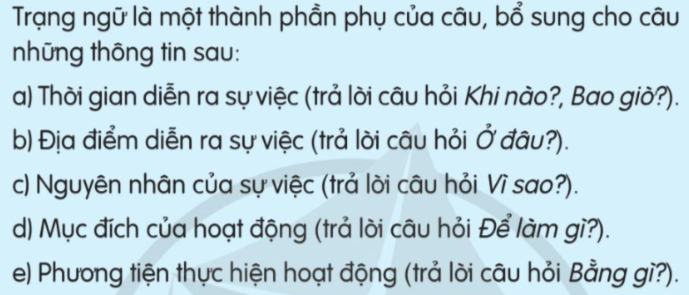 Trạng ngữ là một thành phần phụ của câu, bổ sung cho câu
những thông tin sau:
a) Thời gian diễn ra sự việc (trả lời câu hỏi Khi nào?, Bao giờ?).
b) Địa điểm diễn ra sự việc (trả lời câu hỏi Ở đâu?).
c) Nguyên nhân của sự việc (trả lời câu hỏi Vì sao?).
d) Mục đích của hoạt động (trả lời câu hỏi Để làm gì?).
e) Phương tiện thực hiện hoạt động (trả lời câu hỏi Bằng gì?).